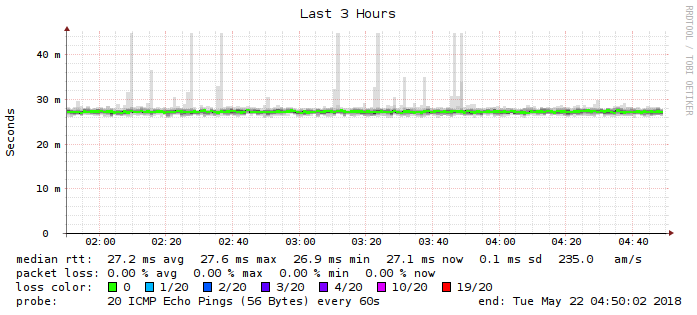 Last 3 Hours
RRDTOOL / TOBI OETIKER
Seconds
40 m
30 m
20 m
10 m
0
02:00 02:20 02:40 03:00 03:20 03:40 04:00 04:20 04:40
median rtt: 27.2 ms avg 27.6 ms max 26.9 ms min 27.1 ms now 0.1 ms sd 235.0 am/s
packet loss: 0.00 % avg 0.00 % max 0.00 % min 0.00 % now
loss color: 0 1/20 2/20 3/20 4/20 10/20 19/20
probe: 20 ICMP Echo Pings (56 Bytes) every 60s end: Tue May 22 04:50:02 2018